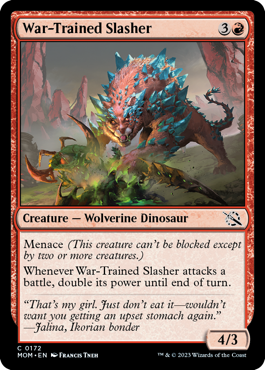 War-Trained Slasher 3
Creature — Wolverine Dinosaur
Menace (This creature can't be blocked except
by two or more creatures.)
Whenever War-Trained Slasher attacks a
battle, double its power until end of turn.
"That's my girl. Just don't eat it—wouldn't
want you getting an upset stomach again."
—Jalina, Ikorian bonder
4/3
C 0172
MOM • EN Francis Tneh
™ & © 2023 Wizards of the Coast